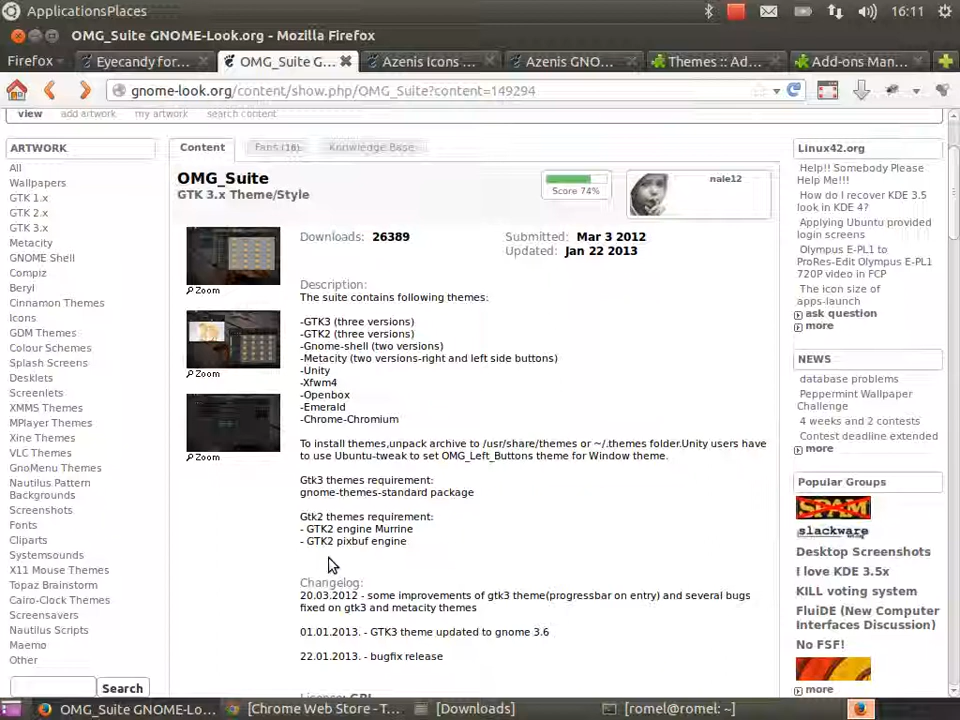 ApplicationsPlaces
16:11
OMG_Suite GNOME-Look.org - Mozilla Firefox
Firefox
Eyecandy for...
OMG_Suite G...
Azenis Icons ...
Azenis GNO...
Themes :: Ad...
Add-ons Man...
gnome-look.org/content/show.php/OMG_Suite?content=149294
view
add artwork
my artwork
search content
ARTWORK
All
Wallpapers
GTK 1.x
GTK 2.x
GTK 3.x
Metacity
GNOME Shell
Compiz
Beryl
Cinnamon Themes
Icons
GDM Themes
Colour Schemes
Splash Screens
Desklets
Screenlets
XMMS Themes
MPlayer Themes
Xine Themes
VLC Themes
GnoMenu Themes
Nautilus Pattern
Backgrounds
Screenshots
Fonts
Cliparts
Systemsounds
X11 Mouse Themes
Topaz Brainstorm
Cairo-Clock Themes
Screensavers
Nautilus Scripts
Maemo
Other
Search
Content
Fans (16)
Knowledge Base
OMG_Suite
GTK 3.x Theme/Style
Score 74%
nale12
Zoom
Zoom
Zoom
Downloads: 26389
Submitted: Mar 3 2012
Updated: Jan 22 2013
Description:
The suite contains following themes:
-GTK3 (three versions)
-GTK2 (three versions)
-Gnome-shell (two versions)
-Metacity (two versions-right and left side buttons)
-Unity
-Xfwm4
-Openbox
-Emerald
-Chrome-Chromium
To install themes,unpack archive to /usr/share/themes or ~/.themes folder.Unity users have
to use Ubuntu-tweak to set OMG_Left_Buttons theme for Window theme.
Gtk3 themes requirement:
gnome-themes-standard package
Gtk2 themes requirement:
- GTK2 engine Murrine
- GTK2 pixbuf engine
Changelog:
20.03.2012 - some improvements of gtk3 theme(progressbar on entry) and several bugs
fixed on gtk3 and metacity themes
01.01.2013. - GTK3 theme updated to gnome 3.6
22.01.2013. - bugfix release
License: GPL
Linux42.org
Help!! Somebody Please
Help Me!!!
How do I recover KDE 3.5
look in KDE 4?
Applying Ubuntu provided
login screens
Olympus E-PL1 to
ProRes-Edit Olympus E-PL1
720P video in FCP
The icon size of
apps-launch
ask question
more
NEWS
database problems
Peppermint Wallpaper
Challenge
4 weeks and 2 contests
Contest deadline extended
more
Popular Groups
SPAM
slackware
Desktop Screenshots
I love KDE 3.5x
KILL voting system
FluiDE (New Computer
Interfaces Discussion)
No FSF!
more
OMG_Suite GNOME-Lo...
[Chrome Web Store - T...
[Downloads]
[romel@romel: ~]